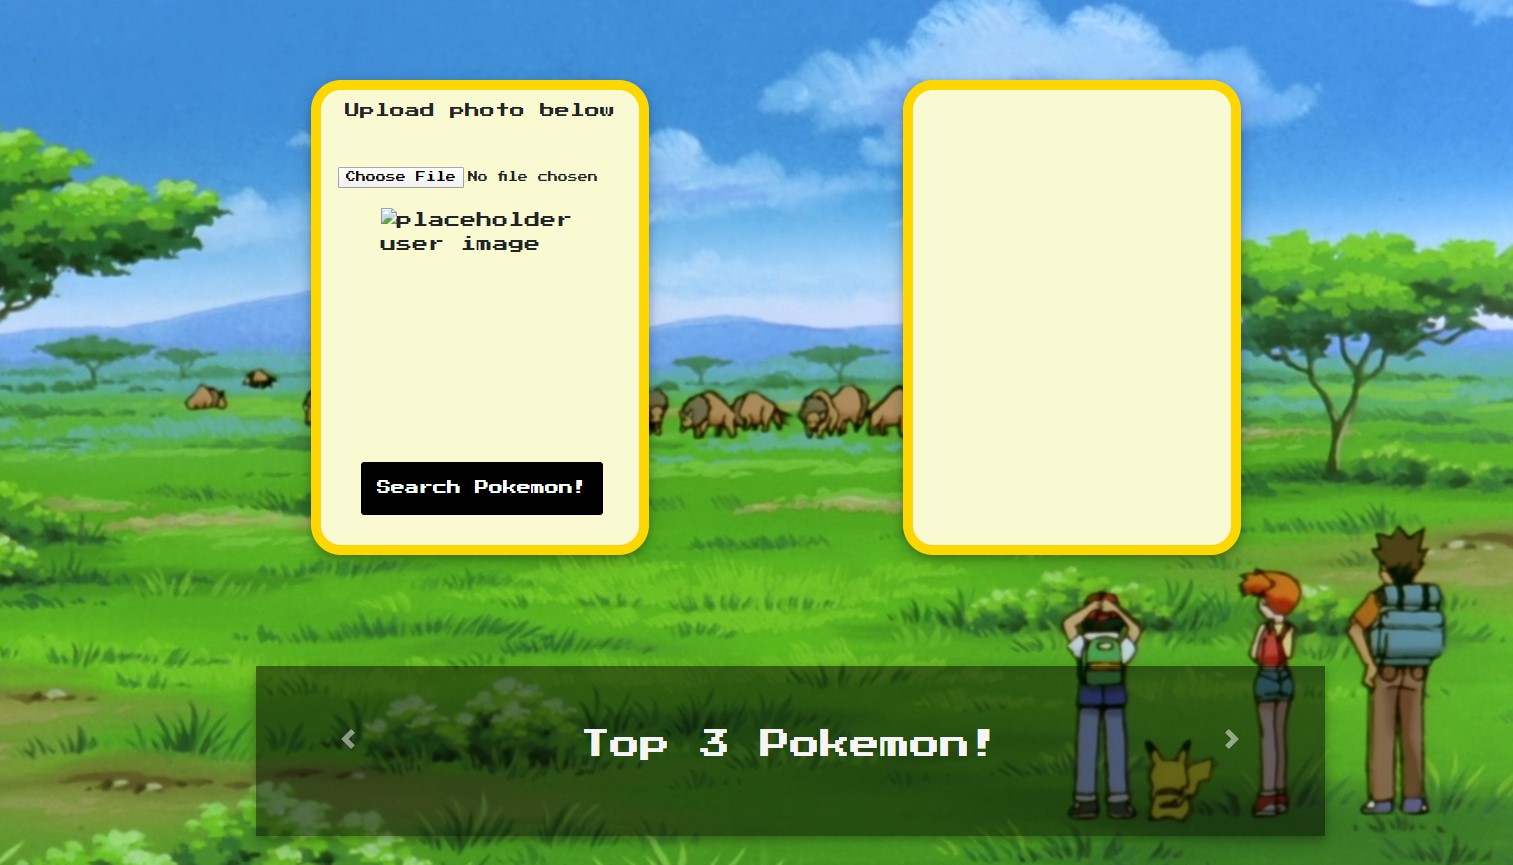 Upload photo below
Choose File No file chosen
placeholder
user image
Search Pokemon!
Top 3 Pokemon!